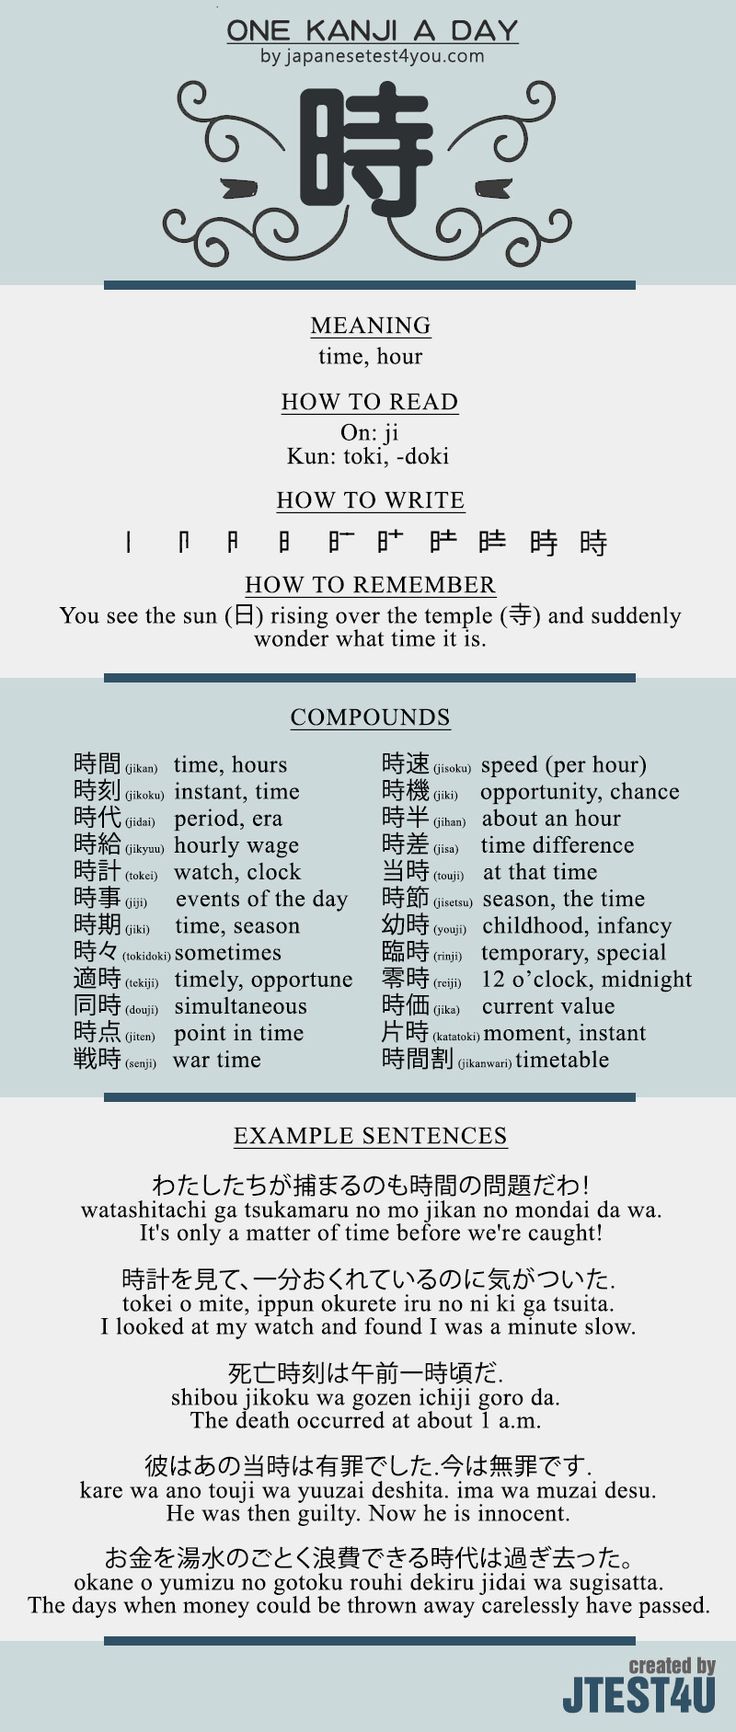 ONE KANJI A DAY
by japanesetest4you.com
時
MEANING
time, hour
HOW TO READ
On: ji
Kun: toki, -doki
HOW TO WRITE
時 時
HOW TO REMEMBER
You see the sun (日) rising over the temple (寺) and suddenly
wonder what time it is.
COMPOUNDS
時間 (jikan) time, hours
時刻 (jikoku) instant, time
時代 (jidai) period, era
時給 (jikyuu) hourly wage
時計 (tokei) watch, clock
時事 (jiji) events of the day
時期 (jiki) time, season
時々 (tokidoki) sometimes
適時 (tekiji) timely, opportune
同時 (douji) simultaneous
時点 (jiten) point in time
戦時 (senji) war time
時速 (jisoku) speed (per hour)
時機 (jiki) opportunity, chance
時半 (jihan) about an hour
時差 (jisa) time difference
当時 (touji) at that time
時節 (jisetsu) season, the time
幼時 (youji) childhood, infancy
臨時 (rinji) temporary, special
零時 (reiji) 12 o’clock, midnight
時価 (jika) current value
片時 (katatoki) moment, instant
時間割 (jikanwari) timetable
EXAMPLE SENTENCES
わたしたちが捕まるのも時間の問題だわ!
watashitachi ga tsukamaru no mo jikan no mondai da wa.
It's only a matter of time before we're caught!
時計を見て、一分おくれているのに気がついた.
tokei o mite, ippun okurete iru no ni ki ga tsuita.
I looked at my watch and found I was a minute slow.
死亡時刻は午前一時頃だ.
shibou jikoku wa gozen ichiji goro da.
The death occurred at about 1 a.m.
彼はあの当時は有罪でした.今は無罪です.
kare wa ano touji wa yuuzai deshita. ima wa muzai desu.
He was then guilty. Now he is innocent.
お金を湯水のごとく浪費できる時代は過ぎ去った。
okane o yumizu no gotoku rouhi dekiru jidai wa sugisatta.
The days when money could be thrown away carelessly have passed.
created by
JTEST4U